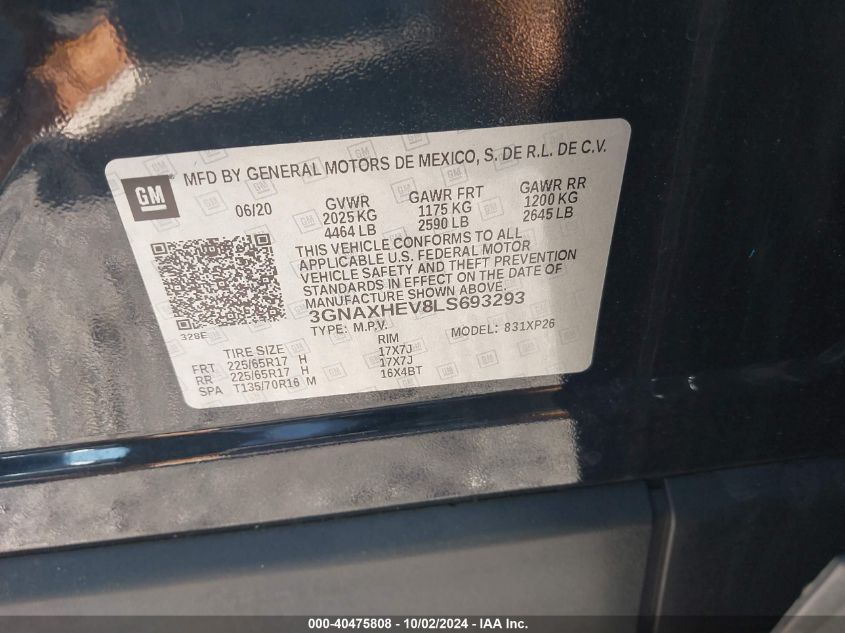 MFD BY GENERAL MOTORS DE MEXICO, S. DE R.L. DE C.V.
GM
06/20 GVWR GAWR FRT GAWR RR
2025 KG 1175 KG 1200 KG
4464 LB 2590 LB 2645 LB
THIS VEHICLE CONFORMS TO ALL
APPLICABLE U.S. FEDERAL MOTOR
VEHICLE SAFETY AND THEFT PREVENTION
STANDARDS IN EFFECT ON THE DATE OF
MANUFACTURE SHOWN ABOVE.
3GNAXHEV8LS693293
328E
TYPE: M.P.V. MODEL: 831XP26
TIRE SIZE RIM
FRT 225/65R17 H 17X7J
RR 225/65R17 H 17X7J
SPA T135/70R16 M 16X4BT
000-40475808 - 10/02/2024 - IAA Inc.